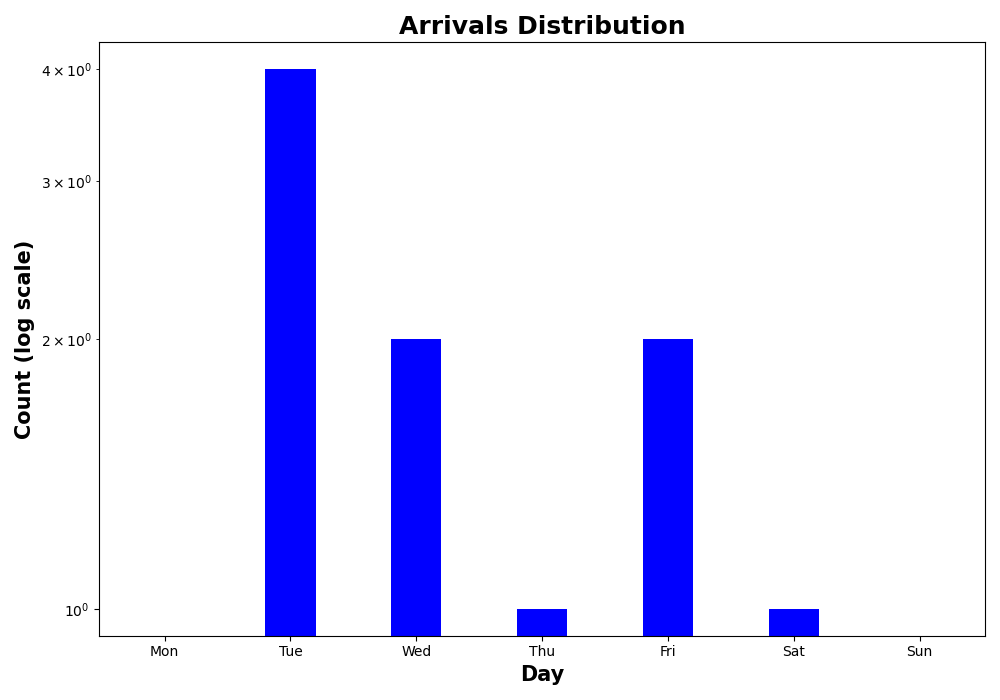 Arrivals Distribution
Count (log scale)
4 × 10⁰
3 × 10⁰
2 × 10⁰
10⁰
Mon Tue Wed Thu Fri Sat Sun
Day